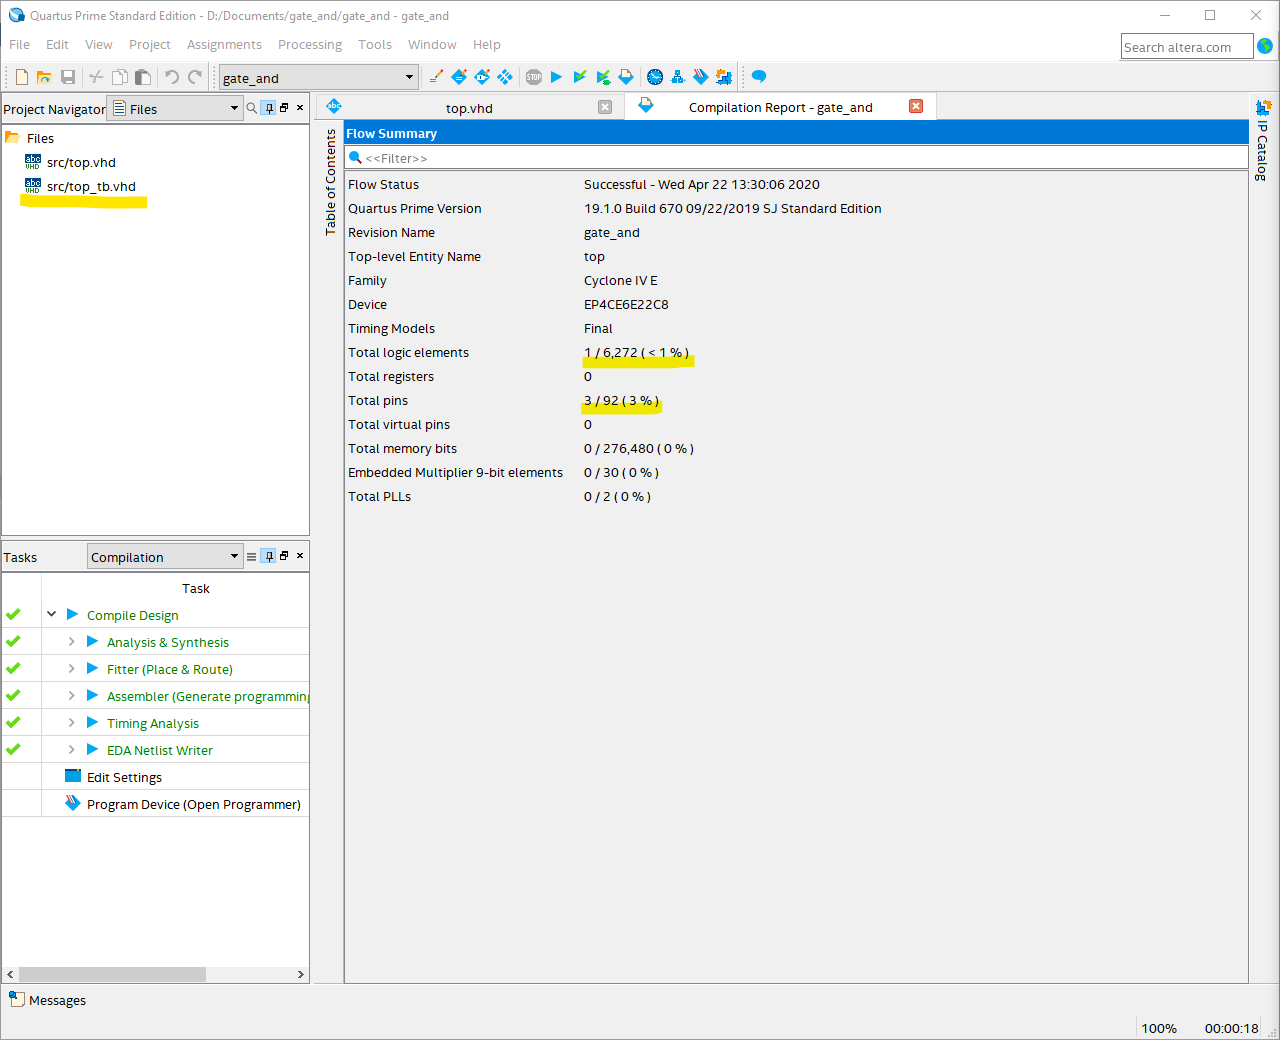 Quartus Prime Standard Edition - D:/Documents/gate_and/gate_and - gate_and
File Edit View Project Assignments Processing Tools Window Help
Search altera.com
gate_and
STOP
Project Navigator Files
Files
abc VHD src/top.vhd
abc VHD src/top_tb.vhd
abc top.vhd
Compilation Report - gate_and
Table of Contents
Flow Summary
<<Filter>>
Flow Status Successful - Wed Apr 22 13:30:06 2020
Quartus Prime Version 19.1.0 Build 670 09/22/2019 SJ Standard Edition
Revision Name gate_and
Top-level Entity Name top
Family Cyclone IV E
Device EP4CE6E22C8
Timing Models Final
Total logic elements 1 / 6,272 ( < 1 % )
Total registers 0
Total pins 3 / 92 ( 3 % )
Total virtual pins 0
Total memory bits 0 / 276,480 ( 0 % )
Embedded Multiplier 9-bit elements 0 / 30 ( 0 % )
Total PLLs 0 / 2 ( 0 % )
IP Catalog
Tasks Compilation
Task
Compile Design
Analysis & Synthesis
Fitter (Place & Route)
Assembler (Generate programming
Timing Analysis
EDA Netlist Writer
Edit Settings
Program Device (Open Programmer)
Messages
100% 00:00:18